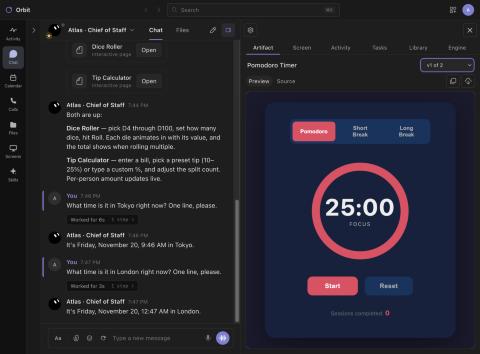 Orbit
Search
A
Activity
Chat
Calendar
Calls
Files
Screens
Skills
Atlas - Chief of Staff
Chat
Files
Dice Roller
Interactive page
Open
Tip Calculator
Interactive page
Open
Atlas - Chief of Staff 7:44 PM
Both are up:
Dice Roller — pick D4 through D100, set how many
dice, hit Roll. Each die animates in with its value, and
the total shows when rolling multiple.
Tip Calculator — enter a bill, pick a preset tip (10–
25%) or type a custom %, and adjust the split count.
Per-person amount updates live.
A
You 7:46 PM
What time is it in Tokyo right now? One line, please.
Worked for 6s 1 view ›
Atlas - Chief of Staff 7:46 PM
It's Friday, November 20, 9:46 AM in Tokyo.
A
You 7:47 PM
What time is it in London right now? One line, please.
Worked for 3s 1 view ›
Atlas - Chief of Staff 7:47 PM
It's Friday, November 20, 12:47 AM in London.
Aa
Type a new message
Artifact
Screen
Activity
Tasks
Library
Engine
Pomodoro Timer
v1 of 2
Preview
Source
Pomodoro
Short
Break
Long
Break
25:00
FOCUS
Start
Reset
Sessions completed: 0